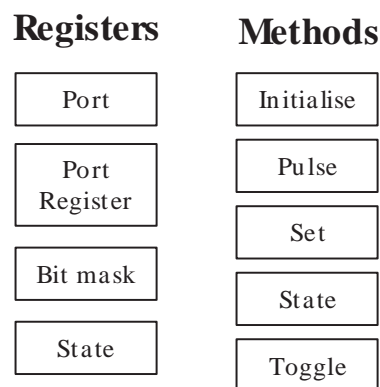 Registers
Port
Port
Register
Bit mask
State
Methods
Initialise
Pulse
Set
State
Toggle